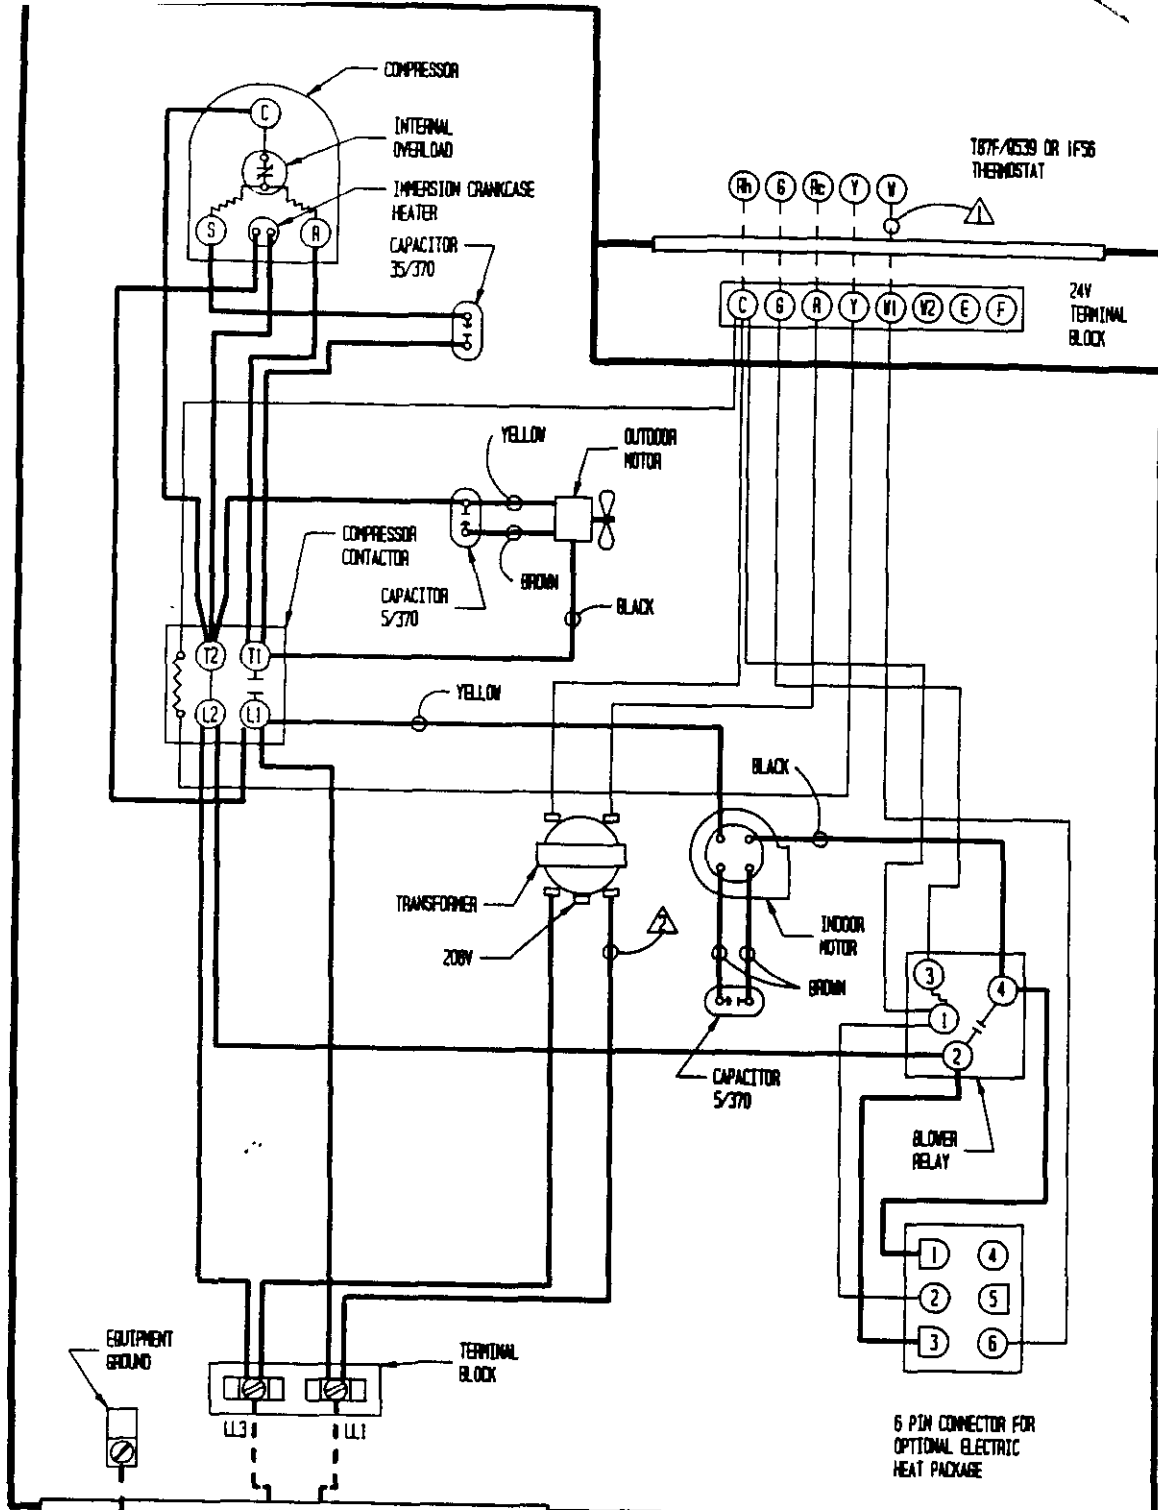 COMPRESSOR
C
INTERNAL
OVERLOAD
IMMERSION CRANKCASE
HEATER
S
R
CAPACITOR
35/370
T87F/Q539 OR 1F56
THERMOSTAT
Rh G Rc Y W
1
C G R Y W1 W2 E F
24V
TERMINAL
BLOCK
YELLOW
OUTDOOR
MOTOR
COMPRESSOR
CONTACTOR
BROWN
CAPACITOR
5/370
BLACK
T2 T1
L2 L1
YELLOW
BLACK
TRANSFORMER
208V
2
INDOOR
MOTOR
BROWN
3
4
1
2
CAPACITOR
5/370
BLOWER
RELAY
1 4
2 5
3 6
EQUIPMENT
GROUND
TERMINAL
BLOCK
LL3 LL1
6 PIN CONNECTOR FOR
OPTIONAL ELECTRIC
HEAT PACKAGE